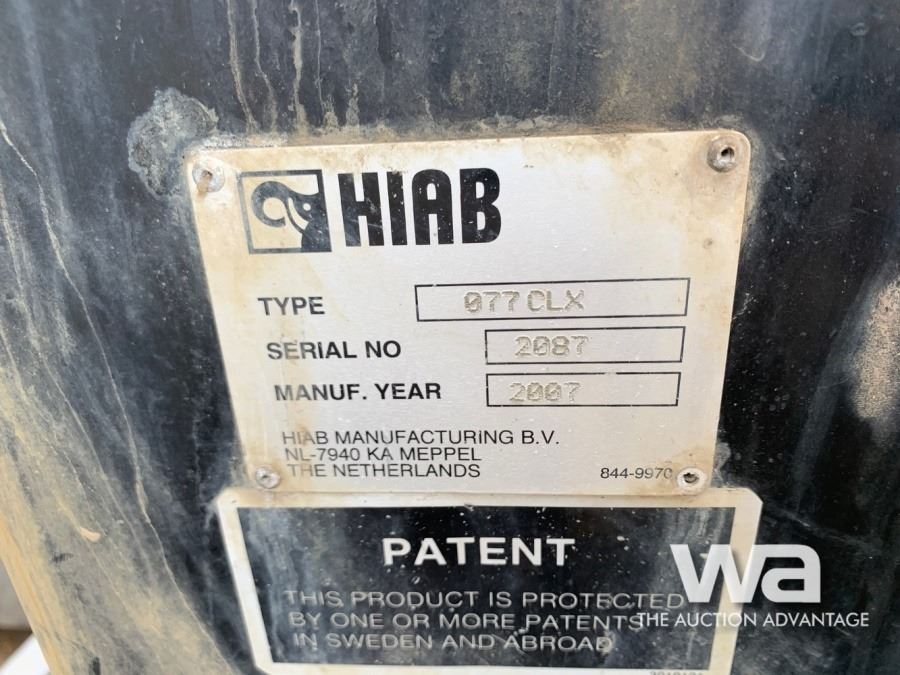 HIAB
TYPE 077 CLX
SERIAL NO 2087
MANUF. YEAR 2007
HIAB MANUFACTURING B.V.
NL-7940 KA MEPPEL
THE NETHERLANDS 844-9970
PATENT
THIS PRODUCT IS PROTECTED
BY ONE OR MORE PATENTS
IN SWEDEN AND ABROAD
wa
THE AUCTION ADVANTAGE